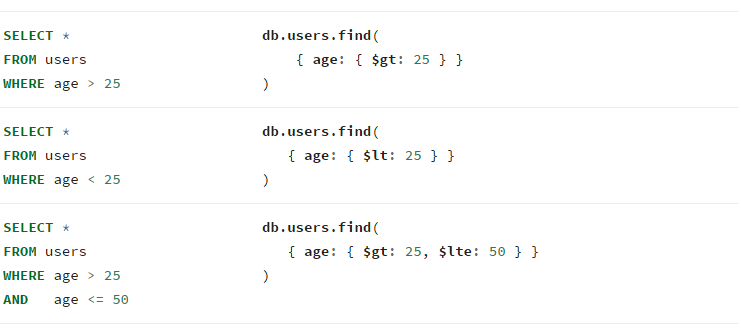 SELECT *
FROM users
WHERE age > 25
db.users.find(
{ age: { $gt: 25 } }
)
SELECT *
FROM users
WHERE age < 25
db.users.find(
{ age: { $lt: 25 } }
)
SELECT *
FROM users
WHERE age > 25
AND age <= 50
db.users.find(
{ age: { $gt: 25, $lte: 50 } }
)